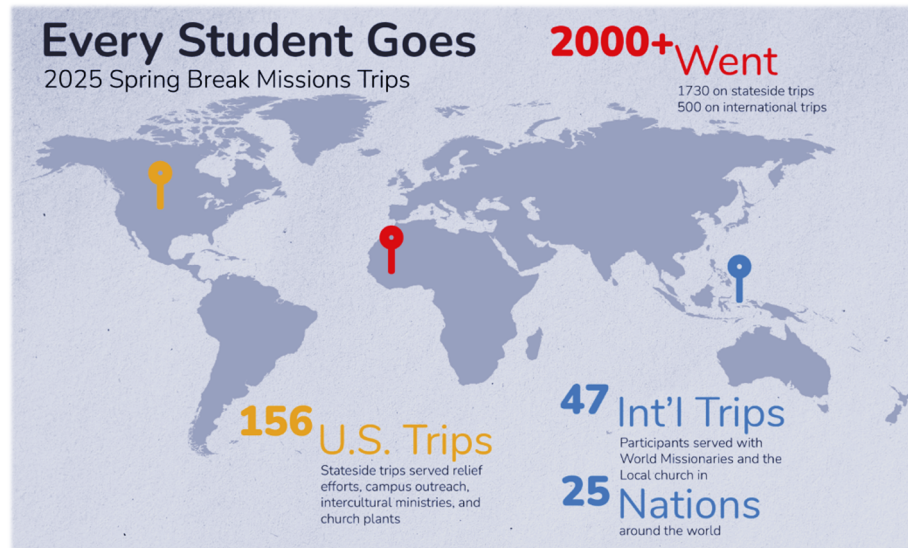 Every Student Goes
2025 Spring Break Missions Trips
2000+ Went
1730 on stateside trips
500 on international trips
156 U.S. Trips
Stateside trips served relief
efforts, campus outreach,
intercultural ministries, and
church plants
47 Int'l Trips
Participants served with
World Missionaries and the
Local church in
25 Nations
around the world